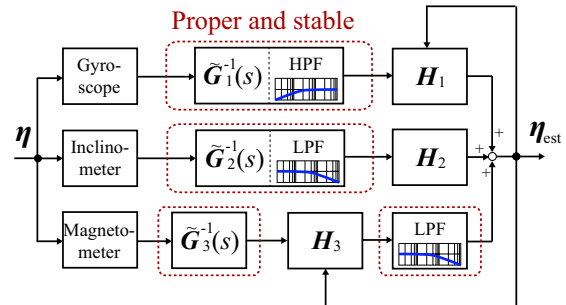 Proper and stable
Gyro-
scope
G̃₁⁻¹(s)
HPF
H₁
η
Inclino-
meter
G̃₂⁻¹(s)
LPF
H₂
+
+
+
ηest
Magneto-
meter
G̃₃⁻¹(s)
H₃
LPF